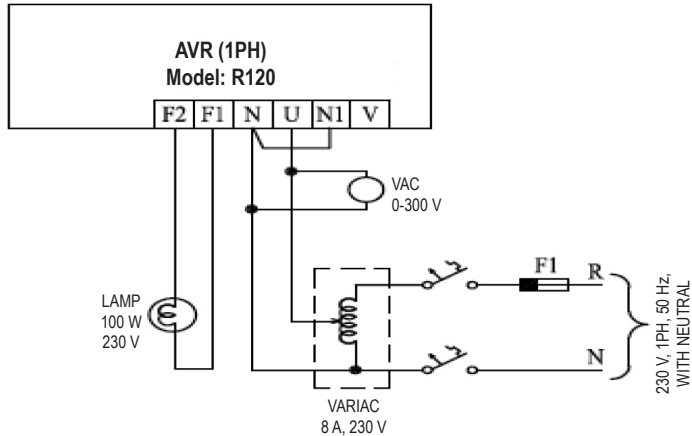 AVR (1PH)
Model: R120
F2 F1 N U N1 V
VAC
0-300 V
F1
R
LAMP
100 W
230 V
N
230 V, 1PH, 50 Hz,
WITH NEUTRAL
VARIAC
8 A, 230 V